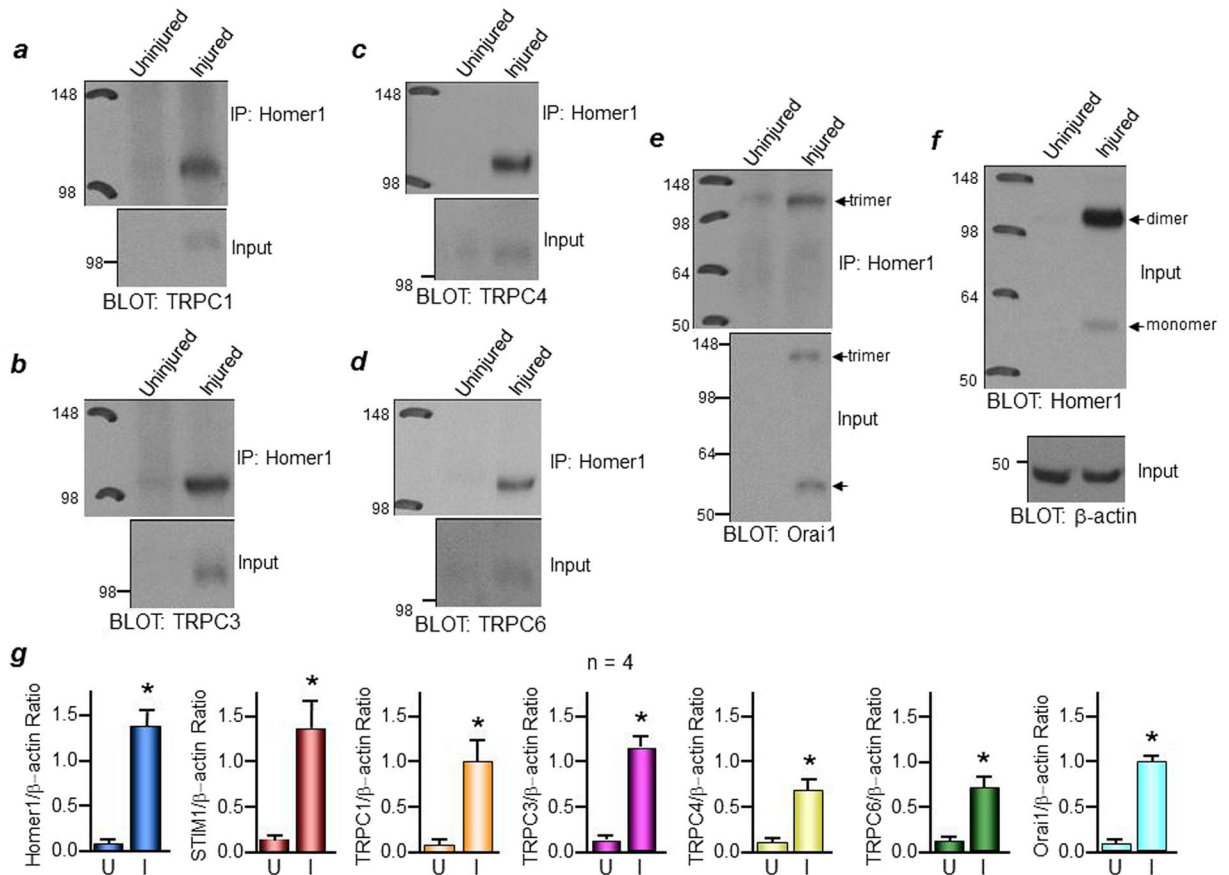 a
Uninjured
Injured
148
IP: Homer1
98
Input
98
BLOT: TRPC1
b
Uninjured
Injured
148
IP: Homer1
98
Input
98
BLOT: TRPC3
c
Uninjured
Injured
148
IP: Homer1
98
Input
98
BLOT: TRPC4
d
Uninjured
Injured
148
IP: Homer1
98
Input
98
BLOT: TRPC6
e
Uninjured
Injured
148
trimer
98
IP: Homer1
64
50
148
trimer
98
Input
64
50
BLOT: Orai1
f
Uninjured
Injured
148
dimer
98
Input
64
monomer
50
BLOT: Homer1
50
Input
BLOT: β-actin
g
n = 4
Homer1/β–actin Ratio
1.5
1.0
0.5
0.0
*
U I
STIM1/β–actin Ratio
1.5
1.0
0.5
0.0
*
U I
TRPC1/β–actin Ratio
1.5
1.0
0.5
0.0
*
U I
TRPC3/β–actin Ratio
1.5
1.0
0.5
0.0
*
U I
TRPC4/β–actin Ratio
1.5
1.0
0.5
0.0
*
U I
TRPC6/β–actin Ratio
1.5
1.0
0.5
0.0
*
U I
Orai1/β–actin Ratio
1.5
1.0
0.5
0.0
*
U I